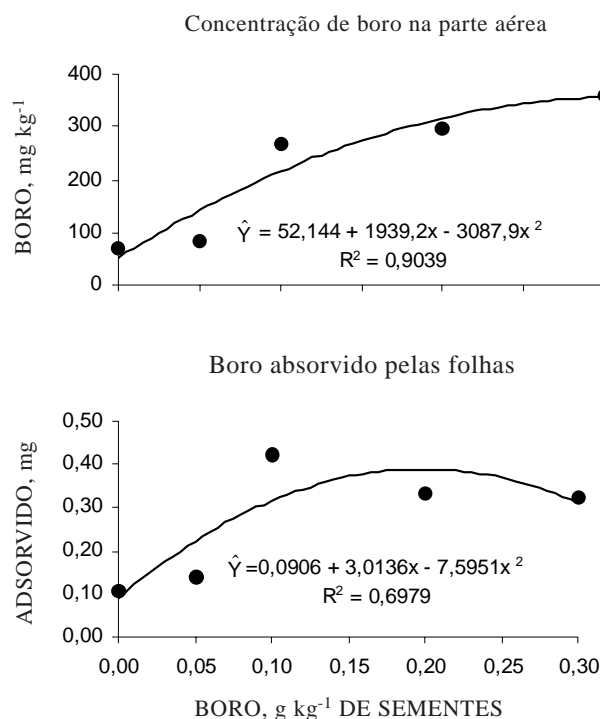 Concentração de boro na parte aérea
400
300
200
100
0
BORO, mg kg-1
Ŷ = 52,144 + 1939,2x - 3087,9x 2
R2 = 0,9039
Boro absorvido pelas folhas
0,50
0,40
0,30
0,20
0,10
0,00
ADSORVIDO, mg
Ŷ =0,0906 + 3,0136x - 7,5951x 2
R2 = 0,6979
0,00 0,05 0,10 0,15 0,20 0,25 0,30
BORO, g kg-1 DE SEMENTES